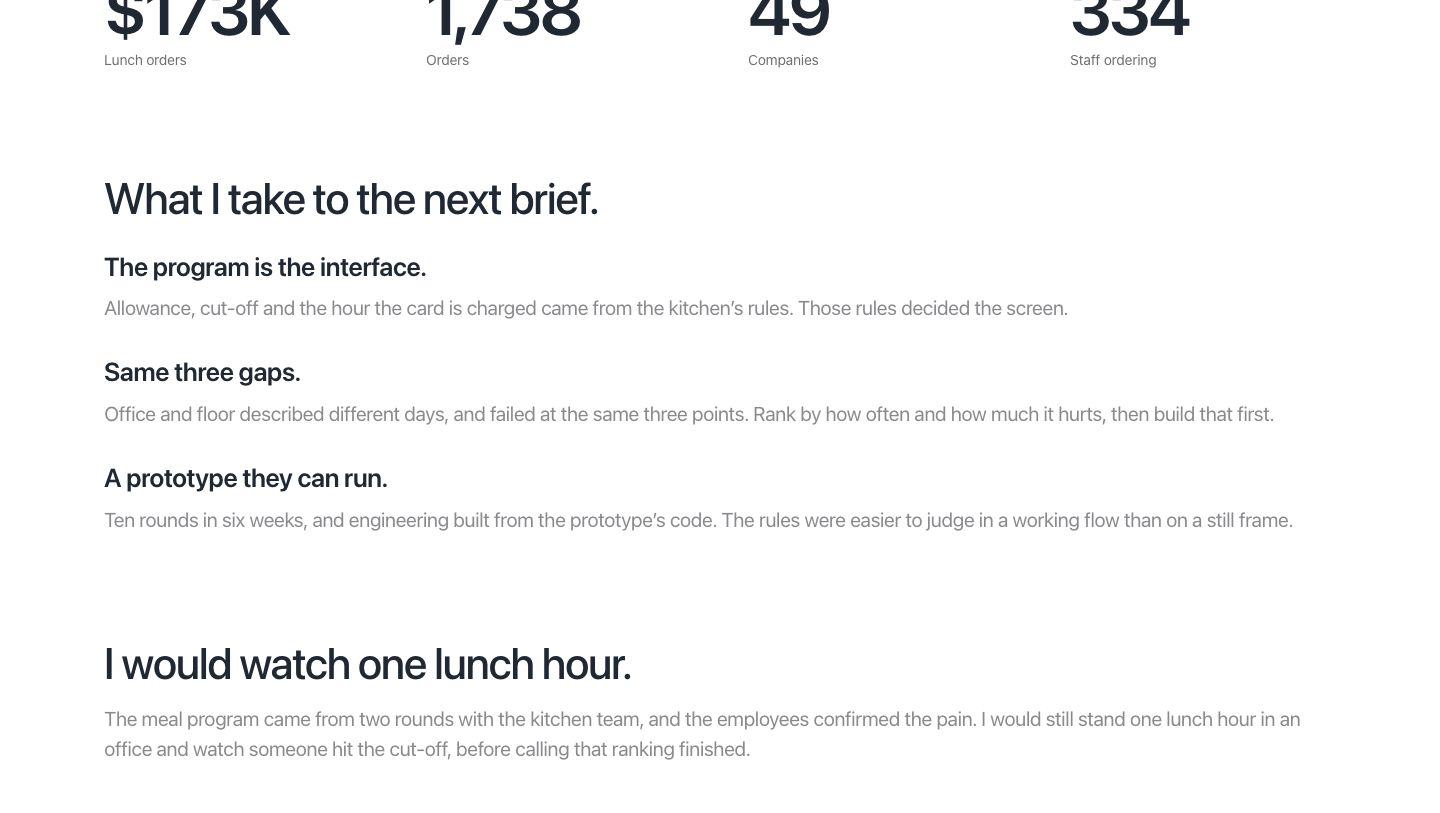 $173K 1,738 49 334
Lunch orders Orders Companies Staff ordering
What I take to the next brief.
The program is the interface.
Allowance, cut-off and the hour the card is charged came from the kitchen’s rules. Those rules decided the screen.
Same three gaps.
Office and floor described different days, and failed at the same three points. Rank by how often and how much it hurts, then build that first.
A prototype they can run.
Ten rounds in six weeks, and engineering built from the prototype’s code. The rules were easier to judge in a working flow than on a still frame.
I would watch one lunch hour.
The meal program came from two rounds with the kitchen team, and the employees confirmed the pain. I would still stand one lunch hour in an
office and watch someone hit the cut-off, before calling that ranking finished.